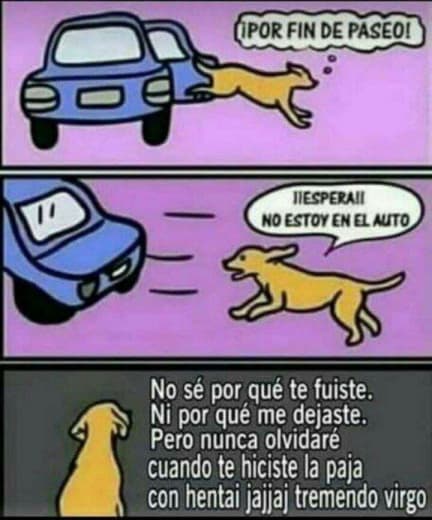 ¡POR FIN DE PASEO!
¡¡ESPERA!!
NO ESTOY EN EL AUTO
No sé por qué te fuiste.
Ni por qué me dejaste.
Pero nunca olvidaré
cuando te hiciste la paja
con hentai jajjaj tremendo virgo